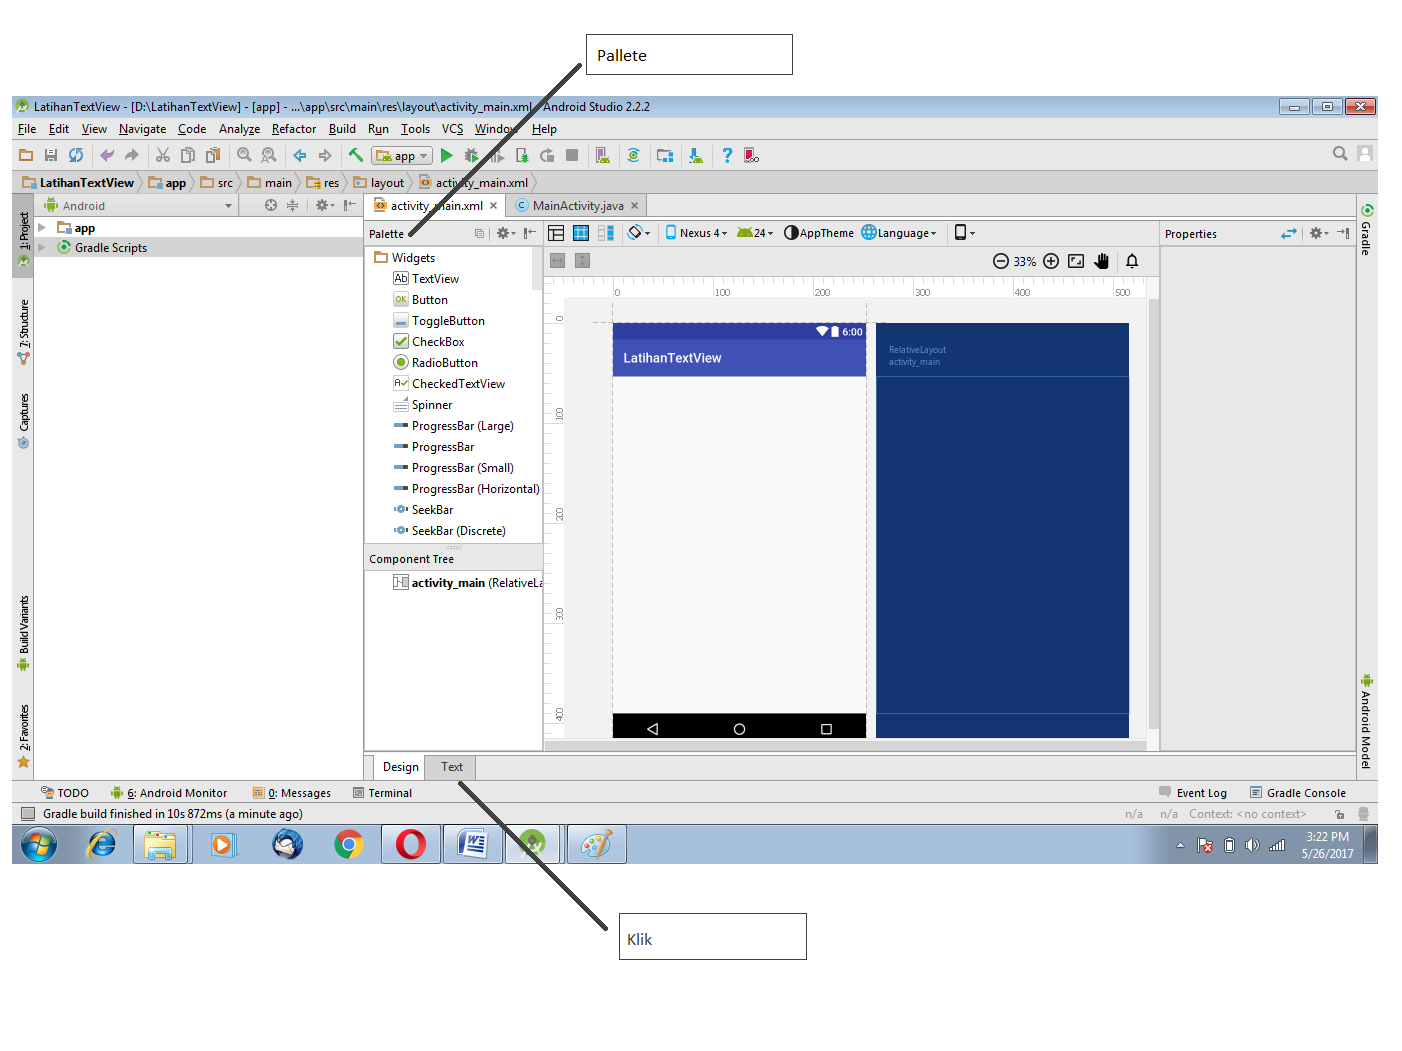 Pallete
LatihanTextView - [D:\LatihanTextView] - [app] - ...\app\src\main\res\layout\activity_main.xml - Android Studio 2.2.2
File Edit View Navigate Code Analyze Refactor Build Run Tools VCS Window Help
app
LatihanTextView app src main res layout activity_main.xml
Android
activity_main.xml
MainActivity.java
1: Project
7: Structure
Captures
Build Variants
2: Favorites
app
Gradle Scripts
Palette
Widgets
Ab TextView
OK Button
ToggleButton
CheckBox
RadioButton
A CheckedTextView
Spinner
ProgressBar (Large)
ProgressBar
ProgressBar (Small)
ProgressBar (Horizontal)
SeekBar
SeekBar (Discrete)
Component Tree
activity_main (RelativeLa
Nexus 4 24 AppTheme Language
33%
0 100 200 300 400 500
0
100
200
300
400
6:00
LatihanTextView
RelativeLayout
activity_main
Properties
Gradle
Android Model
Design Text
TODO 6: Android Monitor 0: Messages Terminal
Event Log Gradle Console
Gradle build finished in 10s 872ms (a minute ago)
n/a n/a Context: <no context>
3:22 PM
5/26/2017
Klik